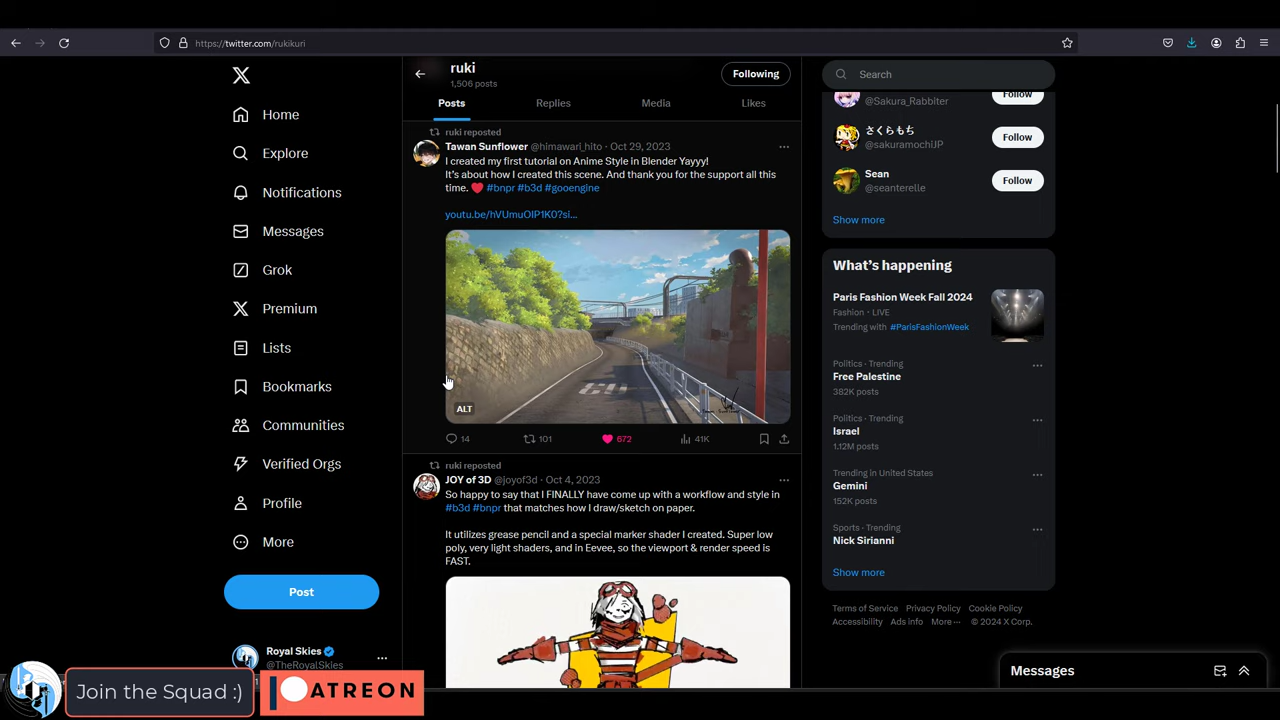 https://twitter.com/rukikuri
Home
Explore
Notifications
Messages
Grok
Premium
Lists
Bookmarks
Communities
Verified Orgs
Profile
More
Post
Royal Skies
@TheRoyalSkies
Join the Squad :)
PATREON
ruki
1,506 posts
Following
Posts Replies Media Likes
ruki reposted
Tawan Sunflower @himawari_hito · Oct 29, 2023
I created my first tutorial on Anime Style in Blender Yayyy!
It's about how I created this scene. And thank you for the support all this
time. ❤️ #bnpr #b3d #gooengine
youtu.be/hVUmuOIP1K0?si...
ALT
14 101 672 41K
ruki reposted
JOY of 3D @joyof3d · Oct 4, 2023
So happy to say that I FINALLY have come up with a workflow and style in
#b3d #bnpr that matches how I draw/sketch on paper.
It utilizes grease pencil and a special marker shader I created. Super low
poly, very light shaders, and in Eevee, so the viewport & render speed is
FAST.
Search
@Sakura_Rabbiter
Follow
さくらもち
@sakuramochiJP
Follow
Sean
@seanterelle
Follow
Show more
What's happening
Paris Fashion Week Fall 2024
Fashion · LIVE
Trending with #ParisFashionWeek
Politics · Trending
Free Palestine
382K posts
Politics · Trending
Israel
1.12M posts
Trending in United States
Gemini
152K posts
Sports · Trending
Nick Sirianni
Show more
Terms of Service Privacy Policy Cookie Policy
Accessibility Ads info More ··· © 2024 X Corp.
Messages